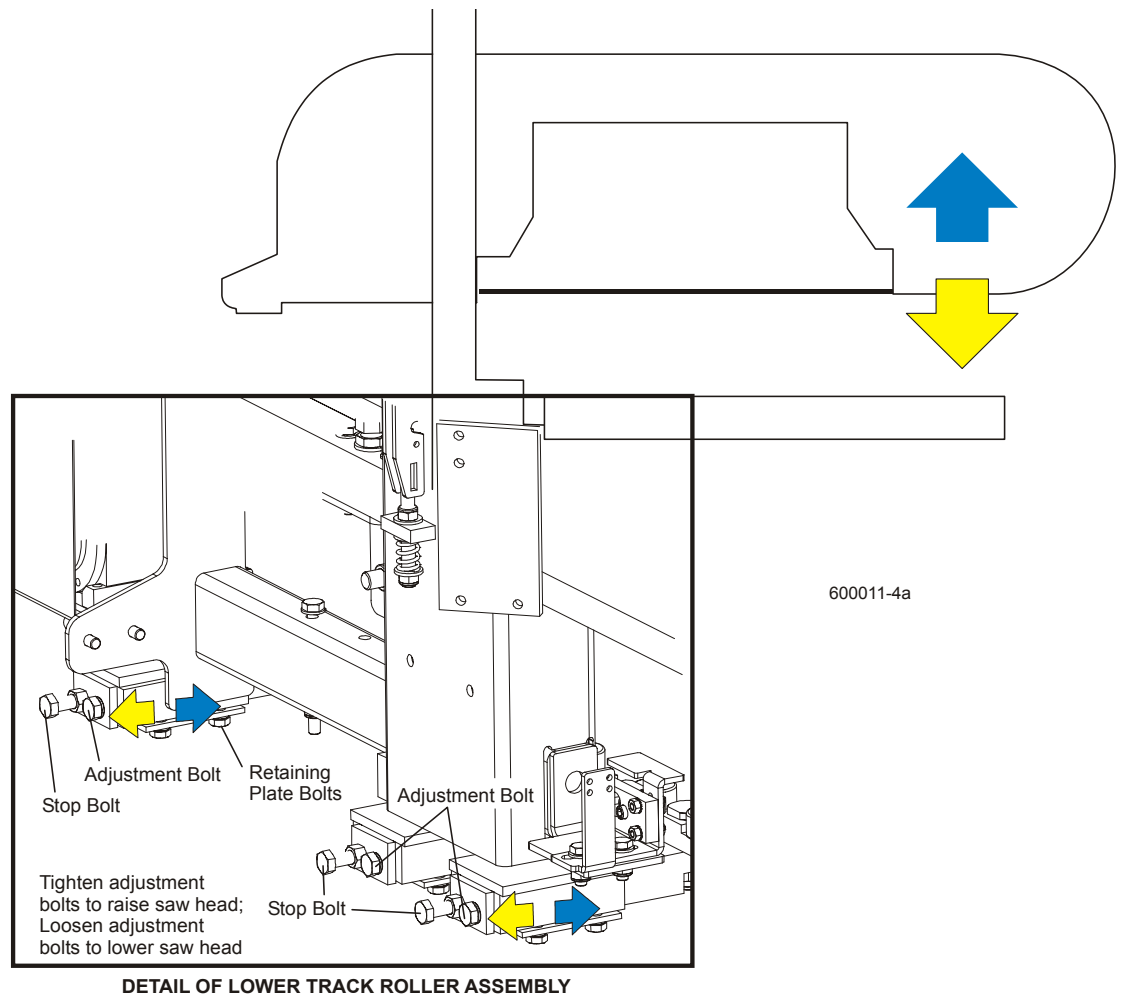 600011-4a
Adjustment Bolt
Stop Bolt
Retaining
Plate Bolts
Adjustment Bolt
Stop Bolt
Tighten adjustment
bolts to raise saw head;
Loosen adjustment
bolts to lower saw head
DETAIL OF LOWER TRACK ROLLER ASSEMBLY